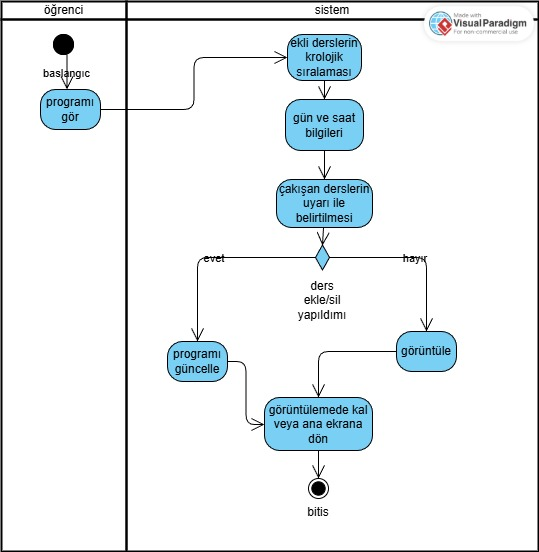 öğrenci
sistem
Made with
Visual Paradigm
For non-commercial use
baslangıc
programı
gör
ekli derslerin
krolojik
sıralaması
gün ve saat
bilgileri
çakışan derslerin
uyarı ile
belirtilmesi
evet
hayır
ders
ekle/sil
yapıldımı
programı
güncelle
görüntüle
görüntülemede kal
veya ana ekrana
dön
bitis